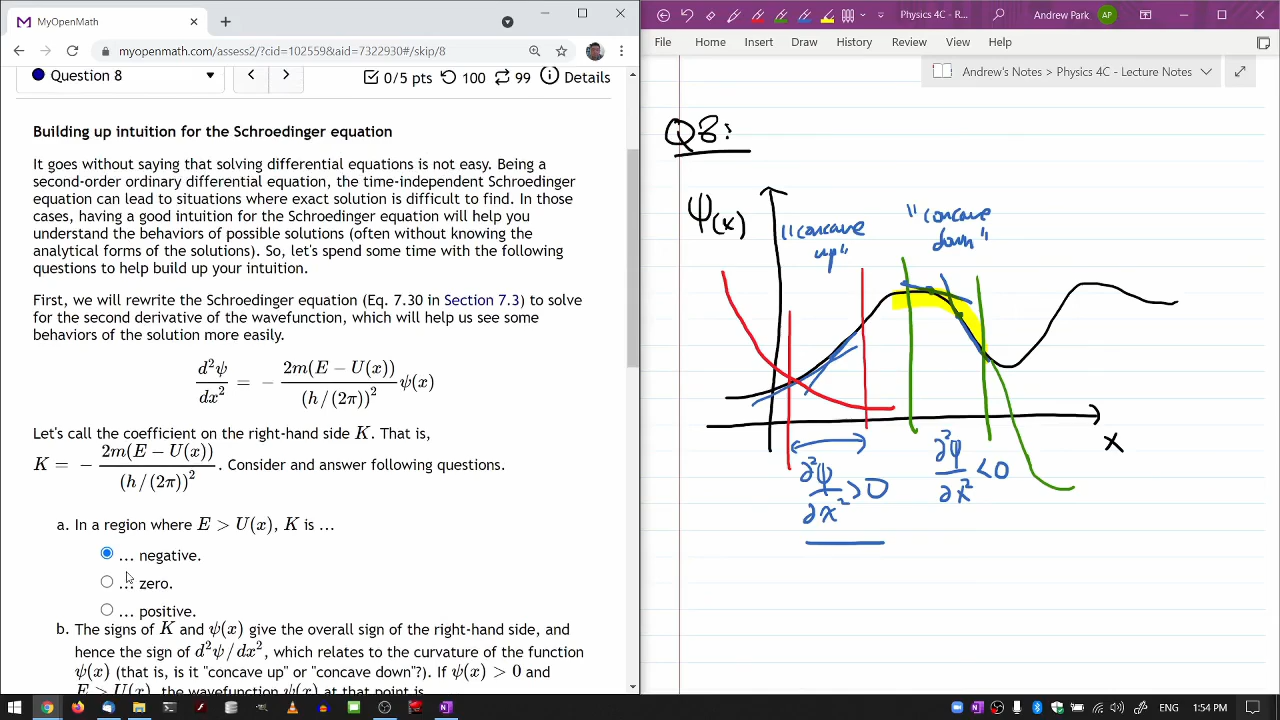 MyOpenMath
myopenmath.com/assess2/?cid=102559&aid=7322930#/skip/8
Question 8
0/5 pts 100 99 Details
Building up intuition for the Schroedinger equation
It goes without saying that solving differential equations is not easy. Being a
second-order ordinary differential equation, the time-independent Schroedinger
equation can lead to situations where exact solution is difficult to find. In those
cases, having a good intuition for the Schroedinger equation will help you
understand the behaviors of possible solutions (often without knowing the
analytical forms of the solutions). So, let's spend some time with the following
questions to help build up your intuition.
First, we will rewrite the Schroedinger equation (Eq. 7.30 in Section 7.3) to solve
for the second derivative of the wavefunction, which will help us see some
behaviors of the solution more easily.
d²ψ/dx² = − 2m(E − U(x))/(h/(2π))² ψ(x)
Let's call the coefficient on the right-hand side K. That is,
K = − 2m(E − U(x))/(h/(2π))². Consider and answer following questions.
a. In a region where E > U(x), K is ...
... negative.
... zero.
... positive.
b. The signs of K and ψ(x) give the overall sign of the right-hand side, and
hence the sign of d²ψ/dx², which relates to the curvature of the function
ψ(x) (that is, is it "concave up" or "concave down"?). If ψ(x) > 0 and
E > U(x), the wavefunction ψ(x) at that point is
Physics 4C - R...
Andrew Park AP
File Home Insert Draw History Review View Help
Andrew's Notes > Physics 4C - Lecture Notes
Q8:
ψ(x)
"concave
up"
"concave
down"
x
∂²ψ/∂x² > 0
∂²ψ/∂x² < 0
1:54 PM